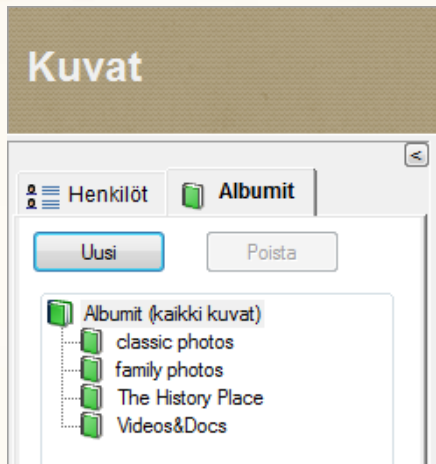 Kuvat
<
Henkilöt Albumit
Uusi Poista
Albumit (kaikki kuvat)
classic photos
family photos
The History Place
Videos&Docs